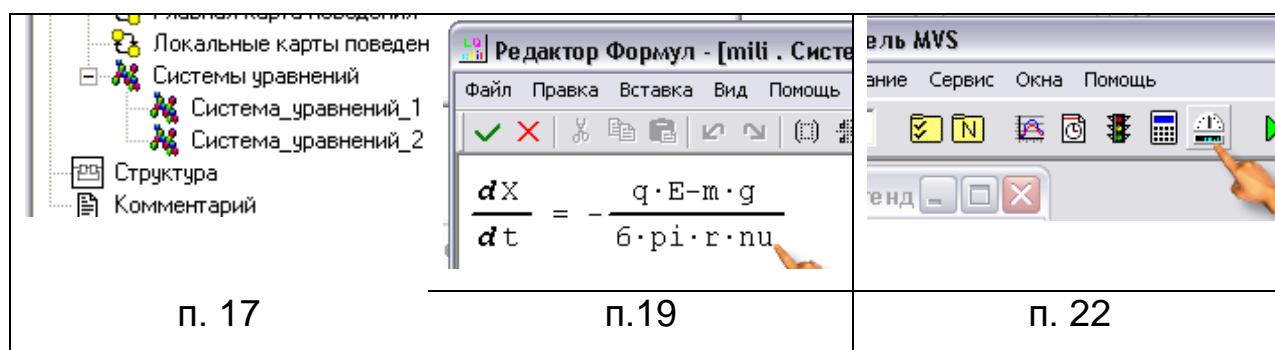 Главная карта поведения
Локальные карты поведен
Системы уравнений
Система_уравнений_1
Система_уравнений_2
Структура
Комментарий
п. 17
Редактор Формул - [mili . Систе
Файл Правка Вставка Вид Помощь
dX
dt
= -
q·E-m·g
6·pi·r·nu
п.19
ель MVS
ание Сервис Окна Помощь
N
тенд
п. 22